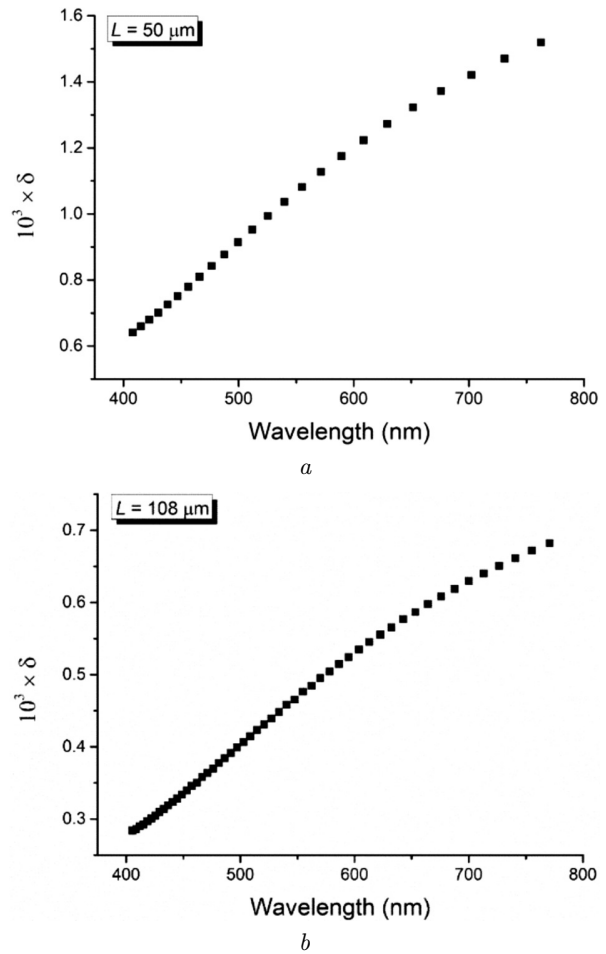 1.6
L = 50 μm
1.4
1.2
10³ × δ
1.0
0.8
0.6
400 500 600 700 800
Wavelength (nm)
a
L = 108 μm
0.7
0.6
10³ × δ
0.5
0.4
0.3
400 500 600 700 800
Wavelength (nm)
b